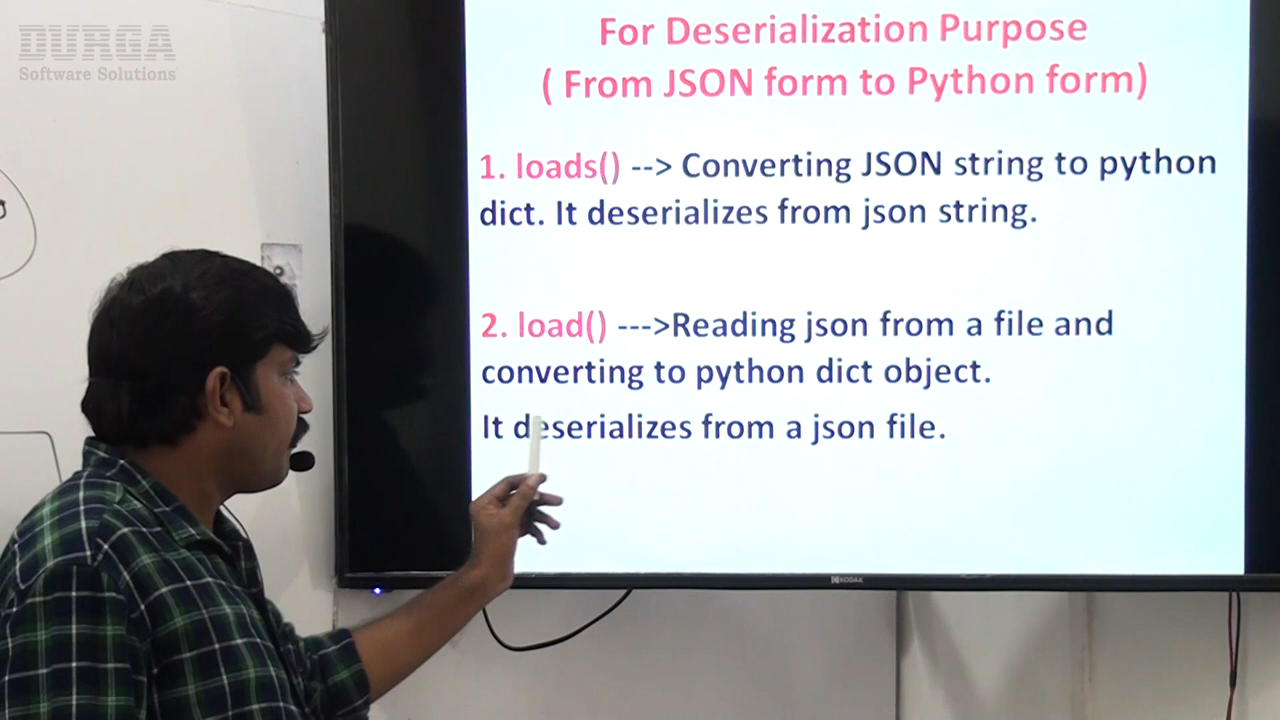 DURGA
Software Solutions
For Deserialization Purpose
( From JSON form to Python form)
1. loads() --> Converting JSON string to python
dict. It deserializes from json string.
2. load() --->Reading json from a file and
converting to python dict object.
It deserializes from a json file.
KODAK